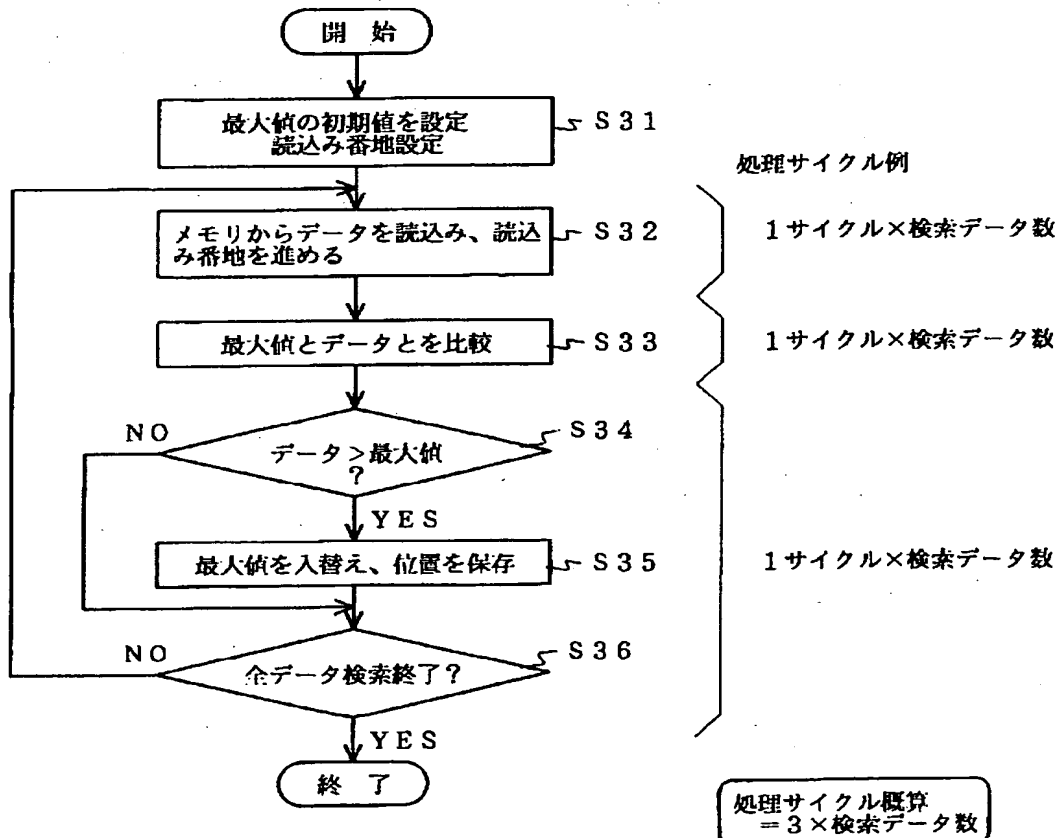 開 始
最大値の初期値を設定
読込み番地設定
S31
処理サイクル例
メモリからデータを読込み、読込
み番地を進める
S32
1サイクル×検索データ数
最大値とデータとを比較
S33
1サイクル×検索データ数
NO
S34
データ>最大値
?
YES
最大値を入替え、位置を保存
S35
1サイクル×検索データ数
NO
S36
全データ検索終了?
YES
終 了
処理サイクル概算
=3×検索データ数